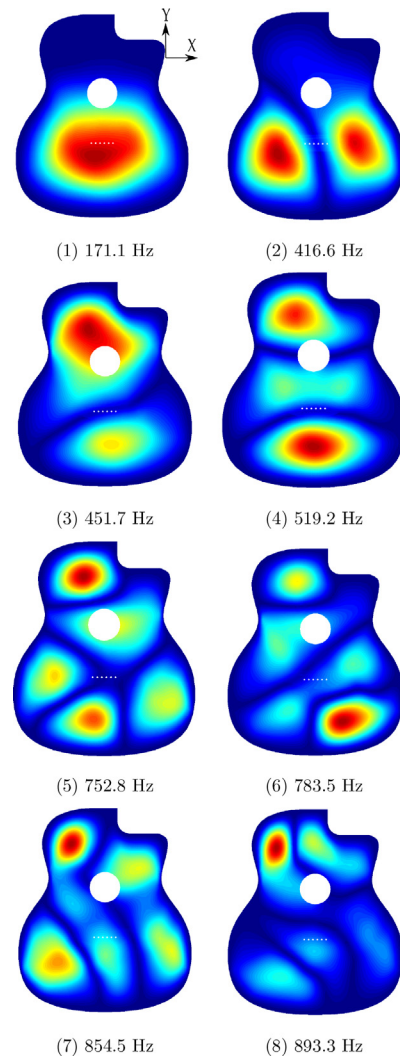 Y
X
(1) 171.1 Hz
(2) 416.6 Hz
(3) 451.7 Hz
(4) 519.2 Hz
(5) 752.8 Hz
(6) 783.5 Hz
(7) 854.5 Hz
(8) 893.3 Hz